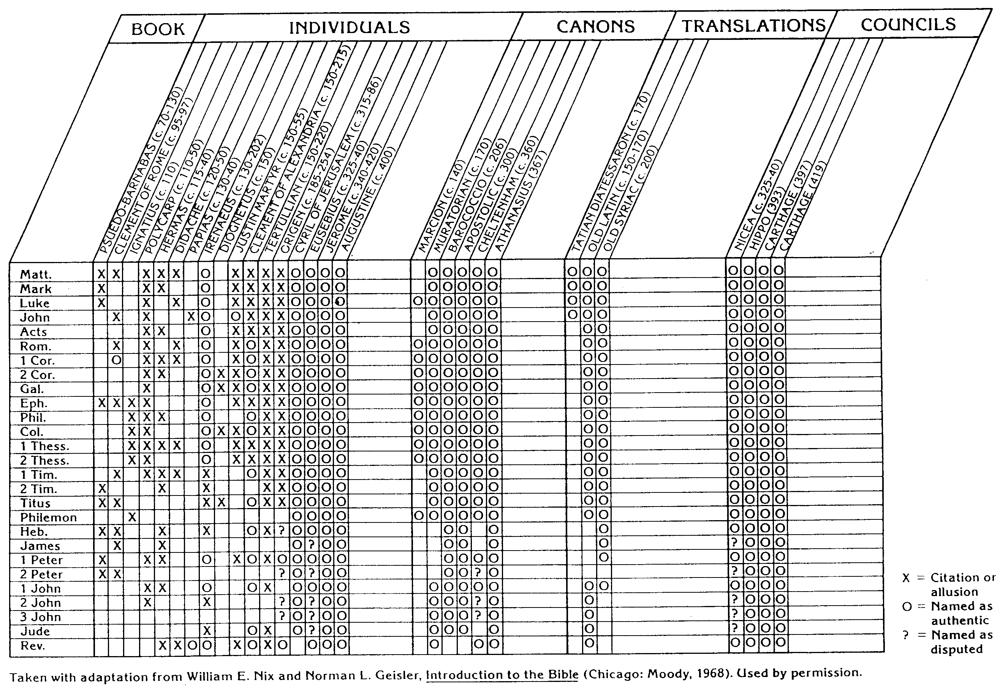 BOOK INDIVIDUALS CANONS TRANSLATIONS COUNCILS
PSUEDO-BARNABAS (c. 70-130)
CLEMENT OF ROME (c. 95-97)
IGNATIUS (c. 110)
POLYCARP (c. 110-50)
HERMAS (c. 115-40)
DIDACHE (c. 120-50)
PAPIAS (c. 130-40)
IRENAEUS (c. 130-202)
DIOGNETUS (c. 150)
JUSTIN MARTYR (c. 150-55)
CLEMENT OF ALEXANDRIA (c. 150-215)
TERTULLIAN (c. 150-220)
ORIGEN (c. 185-254)
CYRIL OF JERUSALEM (c. 315-86)
EUSEBIUS (c. 325-40)
JEROME (c. 340-420)
AUGUSTINE (c. 400)
MARCION (c. 140)
MURATORIAN (c. 170)
BAROCOCCIO (c. 206)
APOSTOLIC (c. 300)
CHELTENHAM (c. 360)
ATHANASIUS (367)
TATIAN DIATESSARON (c. 170)
OLD LATIN (c. 150-170)
OLD SYRIAC (c. 200)
NICEA (c. 325-40)
HIPPO (393)
CARTHAGE (397)
CARTHAGE (419)
Matt. X X X X X O X X X X O O O O O O O O O O O O O O O O
Mark X X X O X X X X O O O O O O O O O O O O O O O O
Luke X X X O X X X X O O O O O O O O O O O O O O O O O
John X X X O O X X X O O O O O O O O O O O O O O O O
Acts X X O X X X X O O O O O O O O O O O O O O O
Rom. X X X O X O X X O O O O O O O O O O O O O O O O
1 Cor. O X X X O X O X X O O O O O O O O O O O O O O O O
2 Cor. X X O X X O X X O O O O O O O O O O O O O O O O
Gal. X O X X O X X O O O O O O O O O O O O O O O O
Eph. X X X X O X X X X O O O O O O O O O O O O O O O O
Phil. X X X O O X X O O O O O O O O O O O O O O O O
Col. X X O X X O X X O O O O O O O O O O O O O O O O
1 Thess. X X X X O X X X X O O O O O O O O O O O O O O O O
2 Thess. X X O X X X X O O O O O O O O O O O O O O O O
1 Tim. X X X X X O X X O O O O O O O O O O O O O O O
2 Tim. X X X X X O O O O O O O O O O O O O O O
Titus X X X X O X X O O O O O O O O O O O O O O O
Philemon X O O O O O O O O O O O O O O O O
Heb. X X X X O X ? O O O O O O O O O O O O
James X X O ? O O O O O O ? O O O
1 Peter X X X O X O X O O O O O O O O O O O O O O
2 Peter X X ? O ? O O O O ? O ? O O O
1 John X X O O X O O O O O O O O O O O O O O O
2 John X X ? O ? O O O O O ? O O ? O O O
3 John ? O ? O O O O O ? O O ? O O O
Jude X O X O ? O O O O O O O ? O O O
Rev. X X O O X O X O O O O O O O O O O O O
X = Citation or
allusion
O = Named as
authentic
? = Named as
disputed
Taken with adaptation from William E. Nix and Norman L. Geisler, Introduction to the Bible (Chicago: Moody, 1968). Used by permission.